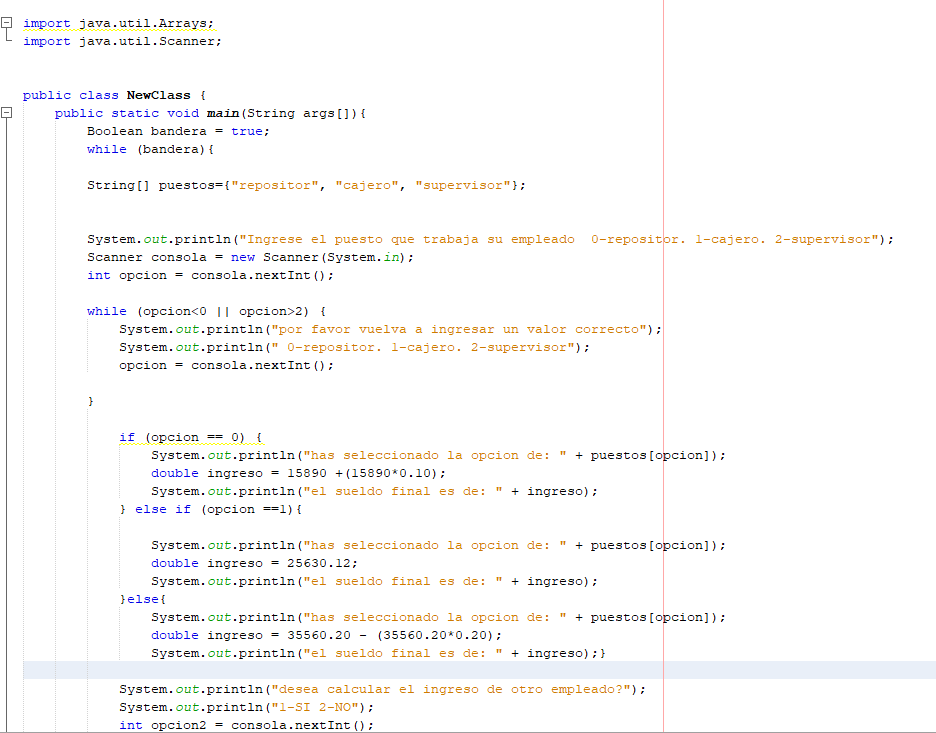 import java.util.Arrays;
import java.util.Scanner;
public class NewClass {
public static void main(String args[]){
Boolean bandera = true;
while (bandera){
String[] puestos={"repositor", "cajero", "supervisor"};
System.out.println("Ingrese el puesto que trabaja su empleado  0-repositor. 1-cajero. 2-supervisor");
Scanner consola = new Scanner(System.in);
int opcion = consola.nextInt();
while (opcion<0 || opcion>2) {
System.out.println("por favor vuelva a ingresar un valor correcto");
System.out.println(" 0-repositor. 1-cajero. 2-supervisor");
opcion = consola.nextInt();
}
if (opcion == 0) {
System.out.println("has seleccionado la opcion de: " + puestos[opcion]);
double ingreso = 15890 +(15890*0.10);
System.out.println("el sueldo final es de: " + ingreso);
} else if (opcion ==1){
System.out.println("has seleccionado la opcion de: " + puestos[opcion]);
double ingreso = 25630.12;
System.out.println("el sueldo final es de: " + ingreso);
}else{
System.out.println("has seleccionado la opcion de: " + puestos[opcion]);
double ingreso = 35560.20 - (35560.20*0.20);
System.out.println("el sueldo final es de: " + ingreso);}
System.out.println("desea calcular el ingreso de otro empleado?");
System.out.println("1-SI 2-NO");
int opcion2 = consola.nextInt();